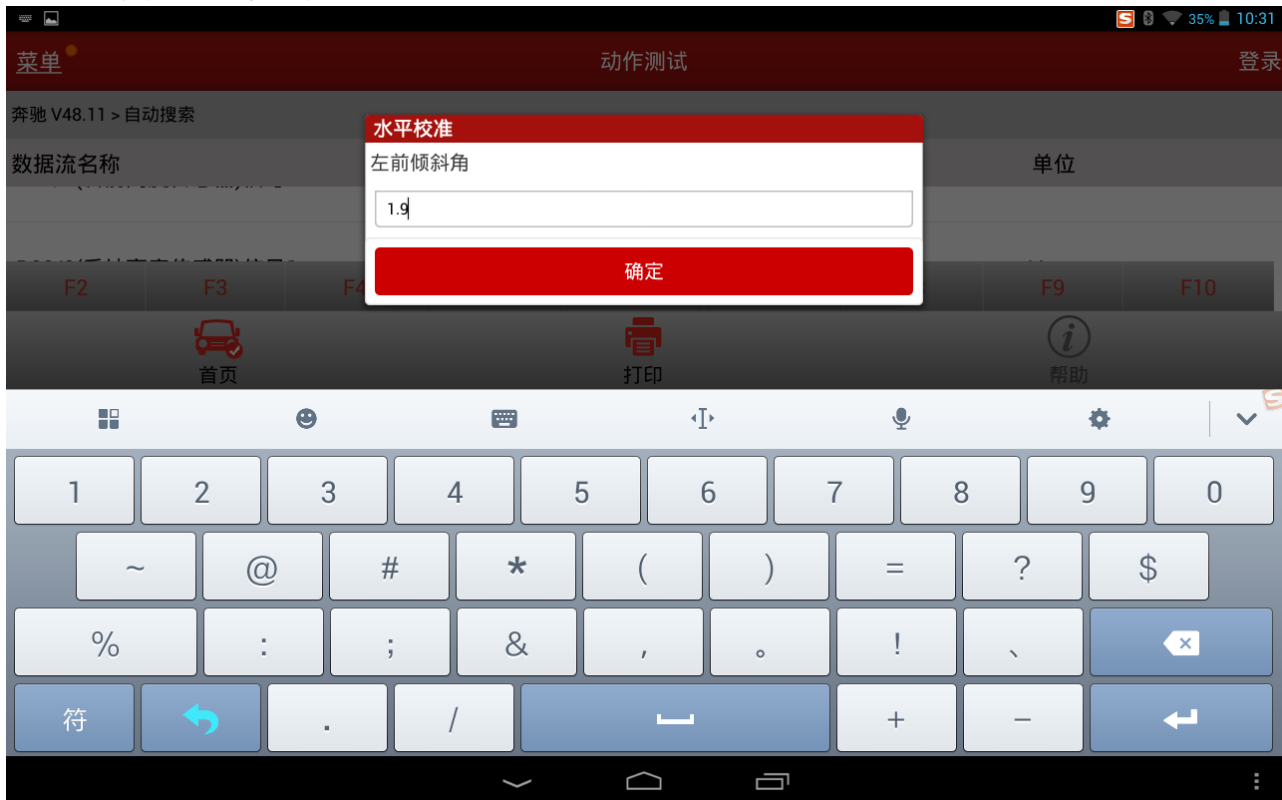 35% 10:31
菜单 动作测试 登录
奔驰 V48.11 > 自动搜索
数据流名称 单位
水平校准
左前倾斜角
1.9
确定
F2 F3 F4 F9 F10
首页 打印 帮助
1 2 3 4 5 6 7 8 9 0
~ @ # * ( ) = ? $
% : ; & , 。 ! 、
符 . / + −